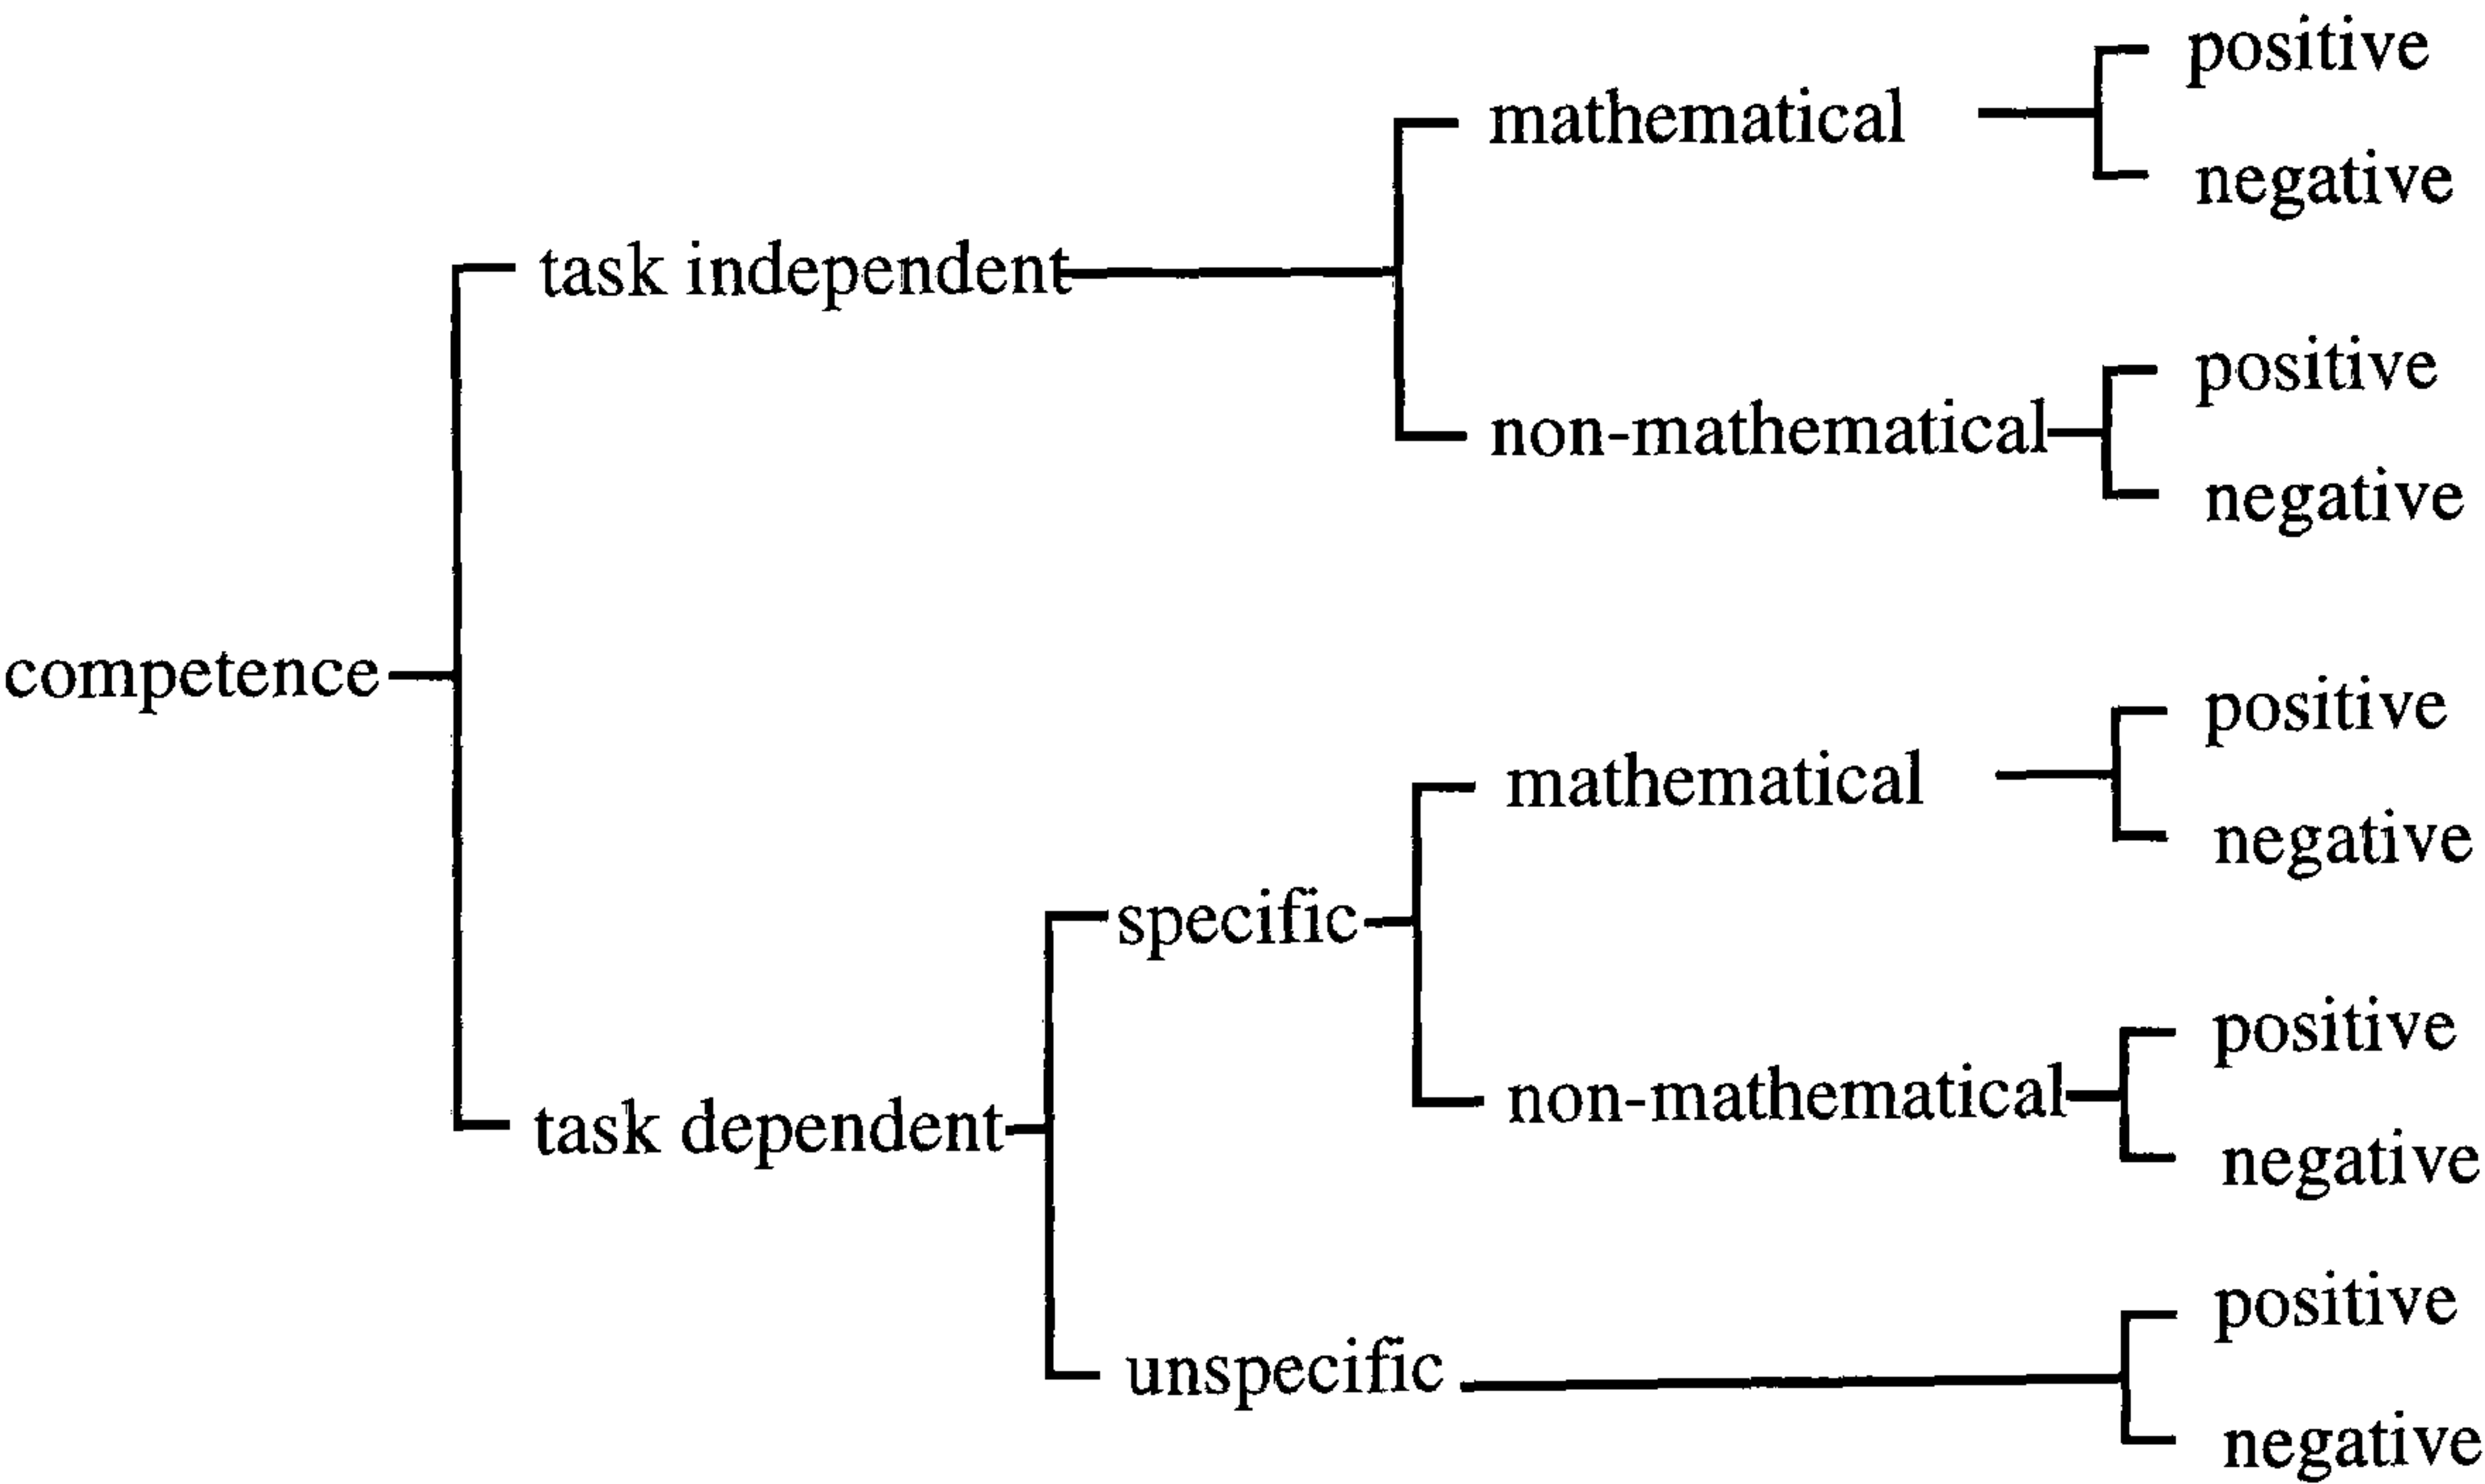 positive
mathematical
negative
task independent
positive
non-mathematical
negative
competence
positive
mathematical
negative
specific
positive
non-mathematical
task dependent
negative
positive
unspecific
negative